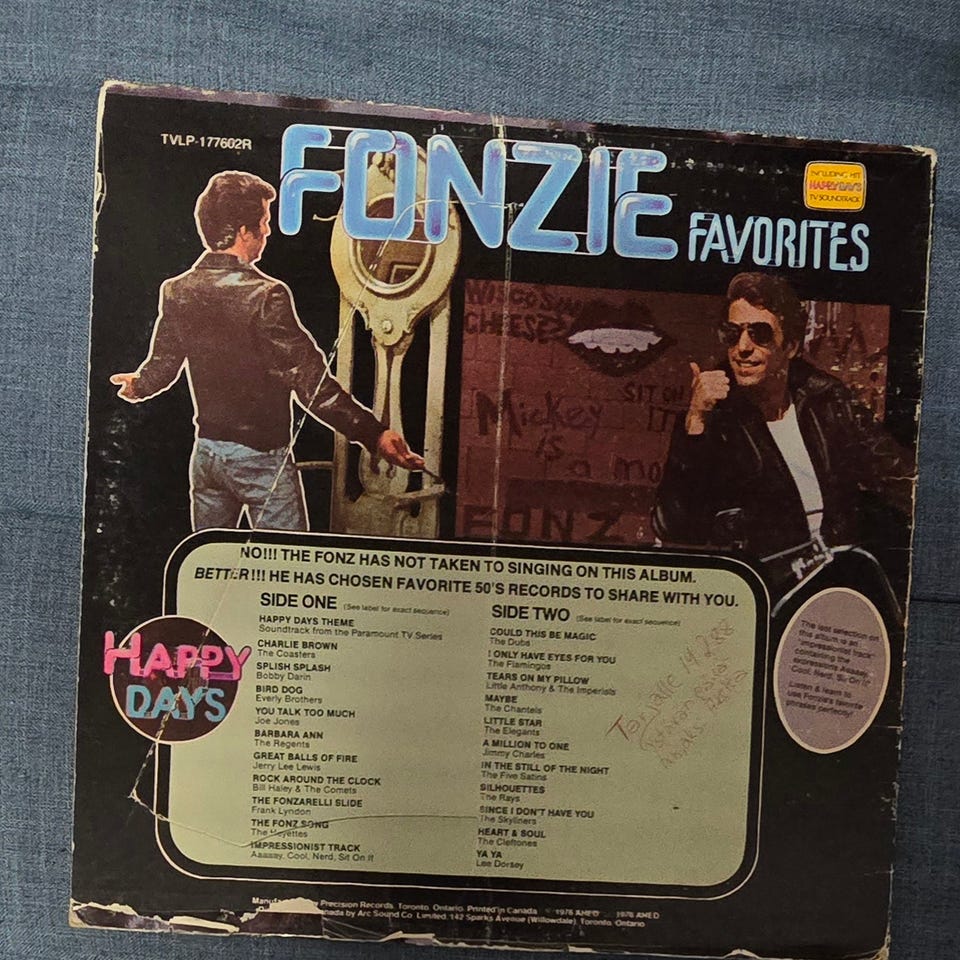 TVLP-177602R
FONZIE
FAVORITES
INCLUDING HIT
HAPPY DAYS
TV SOUNDTRACK
WISCONSIN
CHEESE
SIT ON
IT
Mickey
is
a mo
FONZ
NO!!! THE FONZ HAS NOT TAKEN TO SINGING ON THIS ALBUM.
BETTER!!! HE HAS CHOSEN FAVORITE 50'S RECORDS TO SHARE WITH YOU.
SIDE ONE (See label for exact sequence)
HAPPY DAYS THEME
Soundtrack from the Paramount TV Series
CHARLIE BROWN
The Coasters
SPLISH SPLASH
Bobby Darin
BIRD DOG
Everly Brothers
YOU TALK TOO MUCH
Joe Jones
BARBARA ANN
The Regents
GREAT BALLS OF FIRE
Jerry Lee Lewis
ROCK AROUND THE CLOCK
Bill Haley & The Comets
THE FONZARELLI SLIDE
Frank Lyndon
THE FONZ SONG
The Heyettes
IMPRESSIONIST TRACK
Aaaaay, Cool, Nerd, Sit On It
SIDE TWO (See label for exact sequence)
COULD THIS BE MAGIC
The Dubs
I ONLY HAVE EYES FOR YOU
The Flamingos
TEARS ON MY PILLOW
Little Anthony & The Imperials
MAYBE
The Chantels
LITTLE STAR
The Elegants
A MILLION TO ONE
Jimmy Charles
IN THE STILL OF THE NIGHT
The Five Satins
SILHOUETTES
The Rays
SINCE I DON'T HAVE YOU
The Skyliners
HEART & SOUL
The Cleftones
YA YA
Lee Dorsey
HAPPY
DAYS
The last selection on
this album is an
"impressionist track"
containing the
expressions Aaaaay,
Cool, Nerd, Sit On It
Listen & learn to
use Fonzie's favorite
phrases perfectly!
Precision Records, Toronto, Ontario. Printed in Canada 1976 AHED 1976 AHED
by Arc Sound Co. Limited, 142 Sparks Avenue (Willowdale), Toronto, Ontario